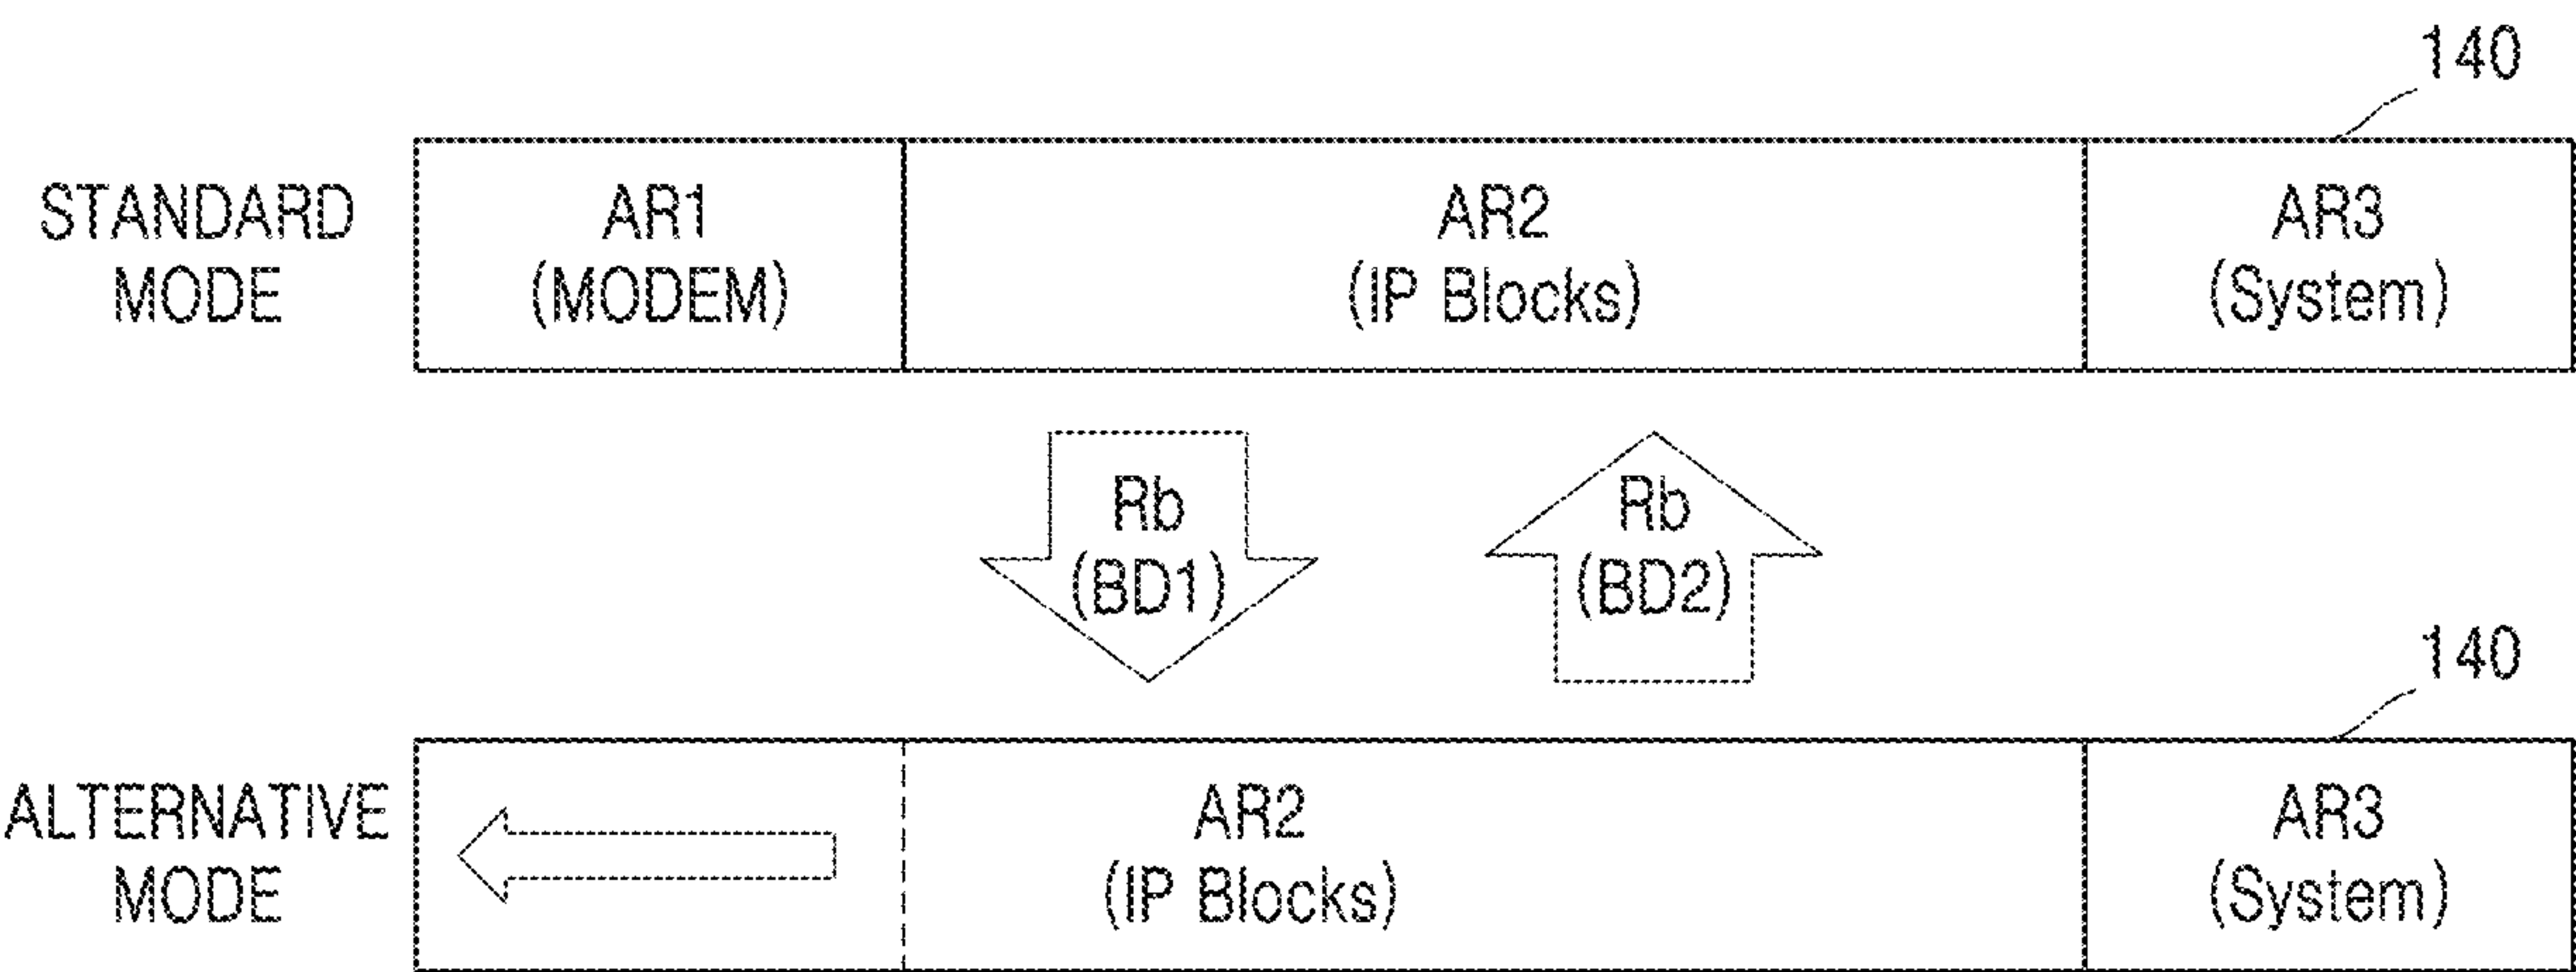 140
STANDARD
MODE
AR1
(MODEM)
AR2
(IP Blocks)
AR3
(System)
Rb
(BD1)
Rb
(BD2)
140
ALTERNATIVE
MODE
AR2
(IP Blocks)
AR3
(System)